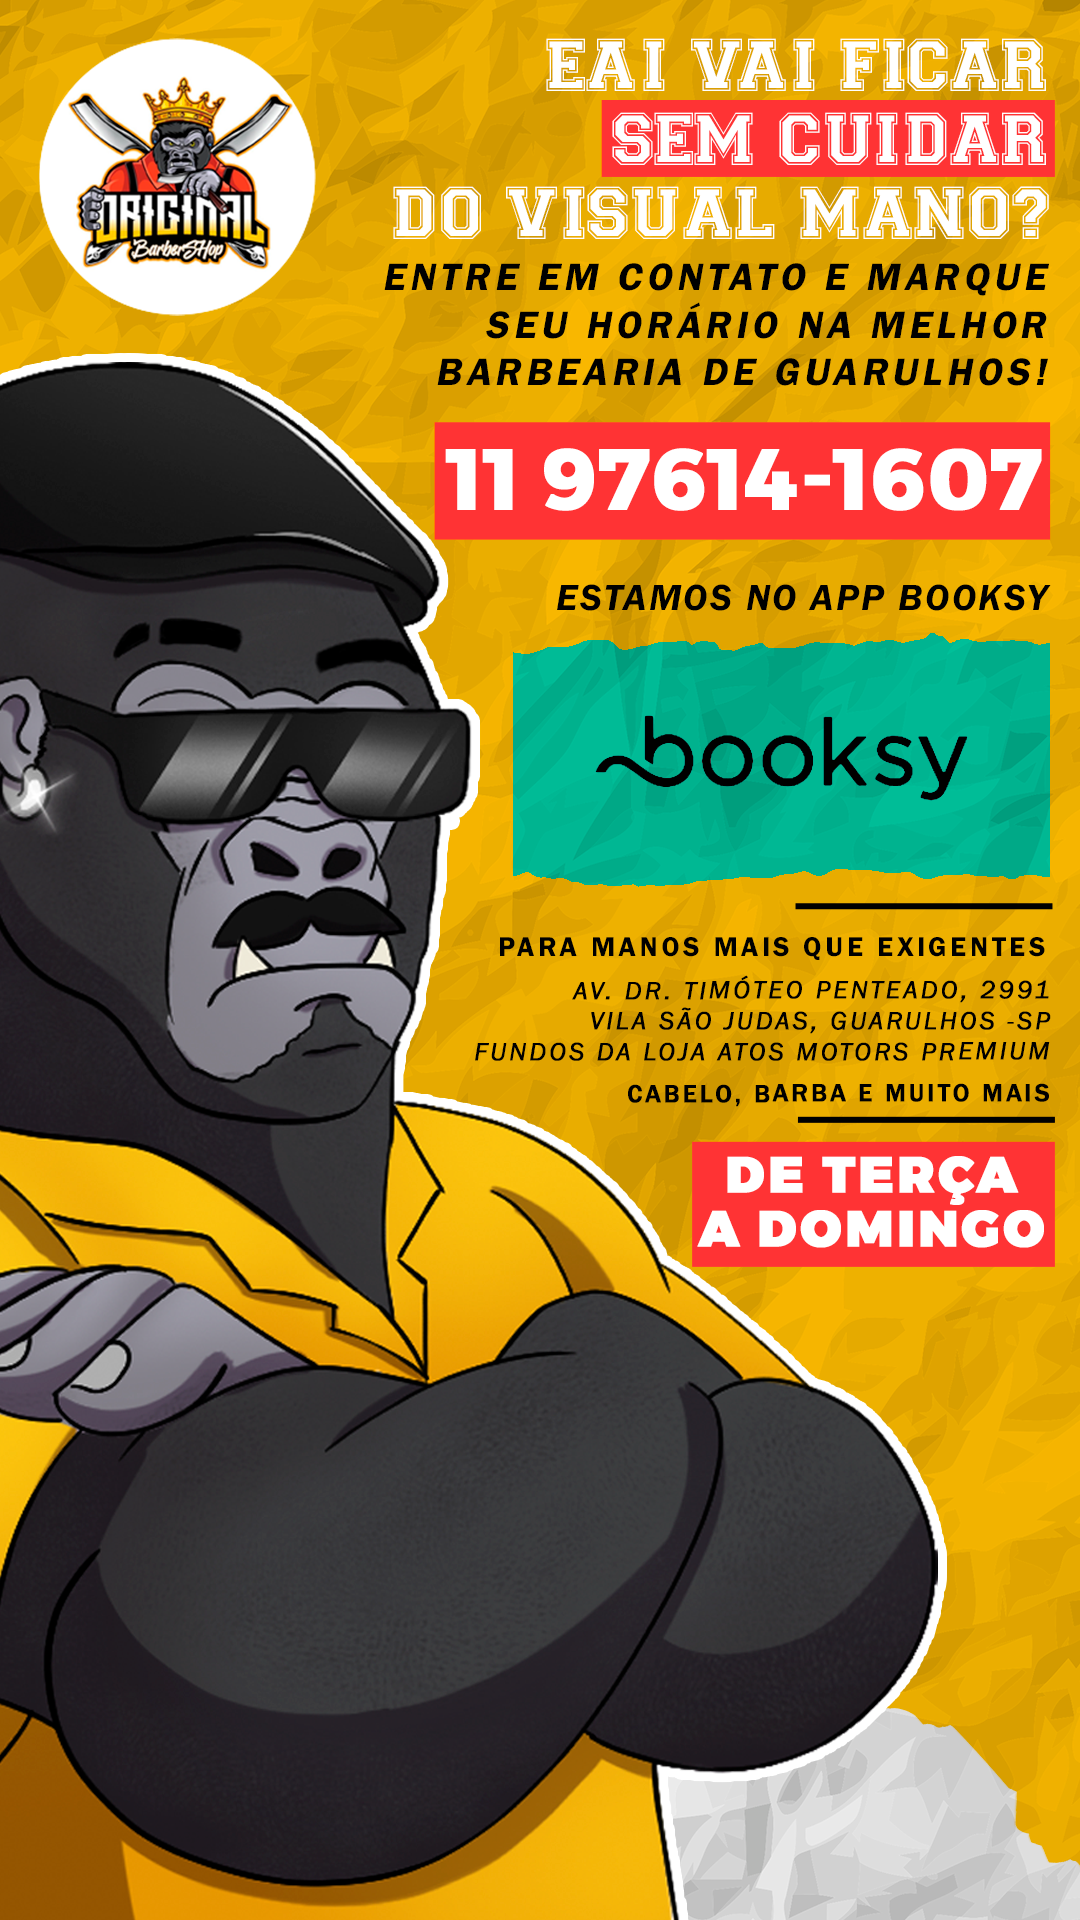 ORIGINAL
BarberSHop
EAI VAI FICAR
SEM CUIDAR
DO VISUAL MANO?
ENTRE EM CONTATO E MARQUE
SEU HORÁRIO NA MELHOR
BARBEARIA DE GUARULHOS!
11 97614-1607
ESTAMOS NO APP BOOKSY
booksy
PARA MANOS MAIS QUE EXIGENTES
AV. DR. TIMÓTEO PENTEADO, 2991
VILA SÃO JUDAS, GUARULHOS -SP
FUNDOS DA LOJA ATOS MOTORS PREMIUM
CABELO, BARBA E MUITO MAIS
DE TERÇA
A DOMINGO